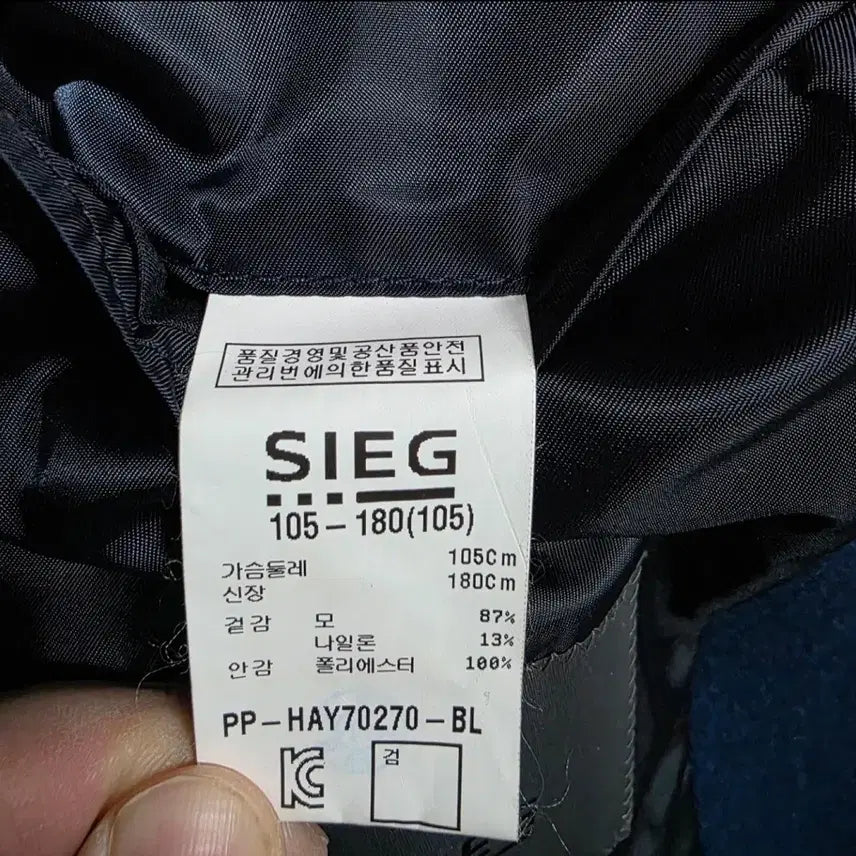 품질경영및공산품안전
관리번에의한품질표시
SIEG
105-180(105)
가슴둘레 105Cm
신장 180Cm
겉감 모 87%
나일론 13%
안감 폴리에스터 100%
PP-HAY70270-BL
KC
검